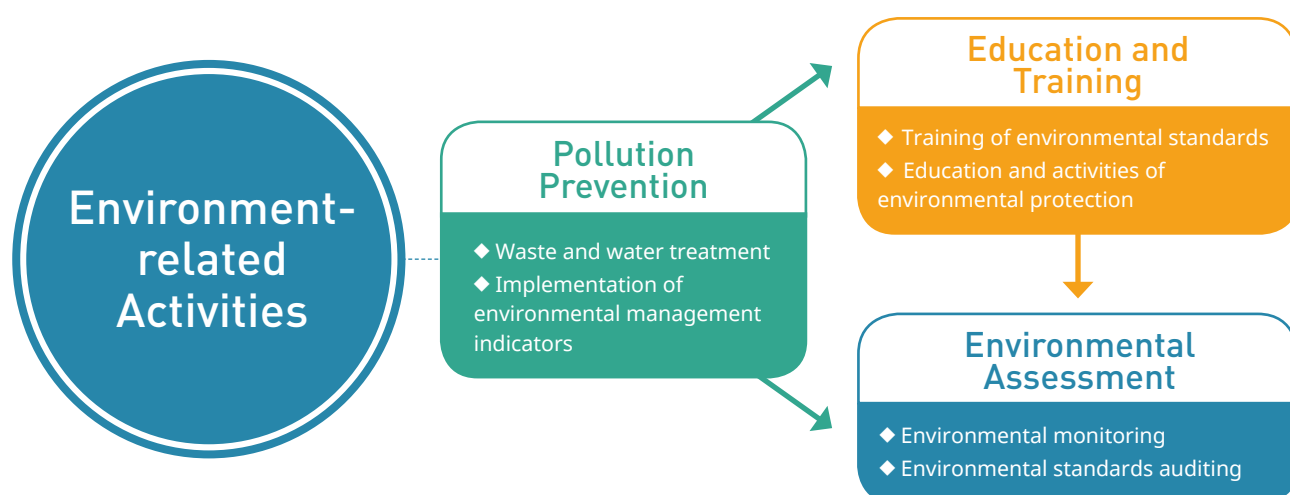 Environment-
related
Activities
Pollution
Prevention
◆ Waste and water treatment
◆ Implementation of
environmental management
indicators
Education and
Training
◆ Training of environmental standards
◆ Education and activities of
environmental protection
Environmental
Assessment
◆ Environmental monitoring
◆ Environmental standards auditing